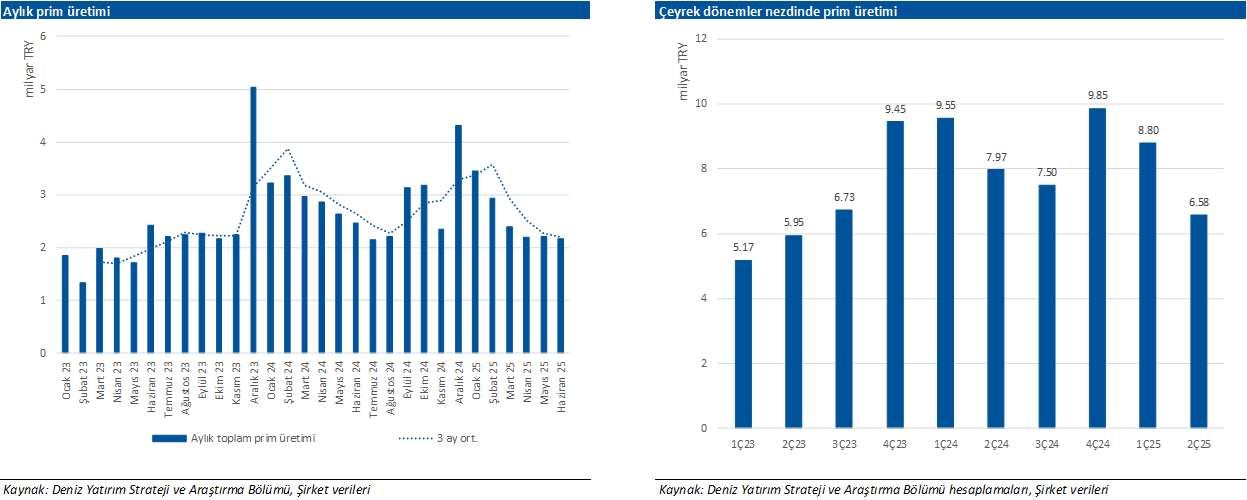 Aylık prim üretimi
milyar TRY
6
5
4
3
2
1
0
Ocak 23
Şubat 23
Mart 23
Nisan 23
Mayıs 23
Haziran 23
Temmuz 23
Ağustos 23
Eylül 23
Ekim 23
Kasım 23
Aralık 23
Ocak 24
Şubat 24
Mart 24
Nisan 24
Mayıs 24
Haziran 24
Temmuz 24
Ağustos 24
Eylül 24
Ekim 24
Kasım 24
Aralık 24
Ocak 25
Şubat 25
Mart 25
Nisan 25
Mayıs 25
Haziran 25
Aylık toplam prim üretimi
3 ay ort.
Kaynak: Deniz Yatırım Strateji ve Araştırma Bölümü, Şirket verileri
Çeyrek dönemler nezdinde prim üretimi
milyar TRY
12
10
8
6
4
2
0
5.17
5.95
6.73
9.45
9.55
7.97
7.50
9.85
8.80
6.58
1Ç23
2Ç23
3Ç23
4Ç23
1Ç24
2Ç24
3Ç24
4Ç24
1Ç25
2Ç25
Kaynak: Deniz Yatırım Strateji ve Araştırma Bölümü hesaplamaları, Şirket verileri